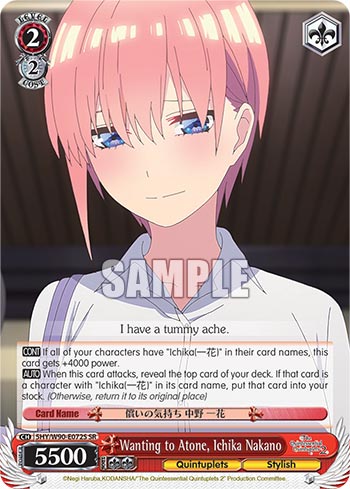 LEVEL
2
2
COST
SAMPLE
I have a tummy ache.
CONT If all of your characters have "Ichika(一花)" in their card names, this
card gets +4000 power.
AUTO When this card attacks, reveal the top card of your deck. If that card is
a character with "Ichika(一花)" in its card name, put that card into your
stock. (Otherwise, return it to its original place)
Card Name 償いの気持ち 中野 一花
CH 5HY/W90-E072S SR
POWER 5500
Wanting to Atone, Ichika Nakano
Quintuplets Stylish
©Negi Haruba,KODANSHA/"The Quintessential Quintuplets 2" Production Committee.